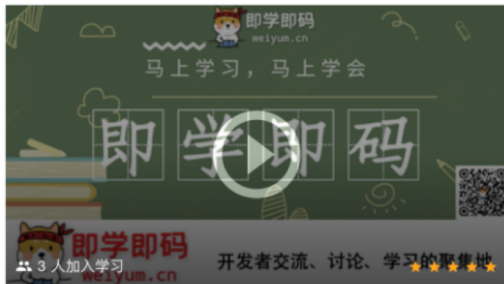 即学即码
weiyum.cn
马上学习，马上学会
即学即码
即学即码
weiyum.cn
开发者交流、讨论、学习的聚集地
3 人加入学习